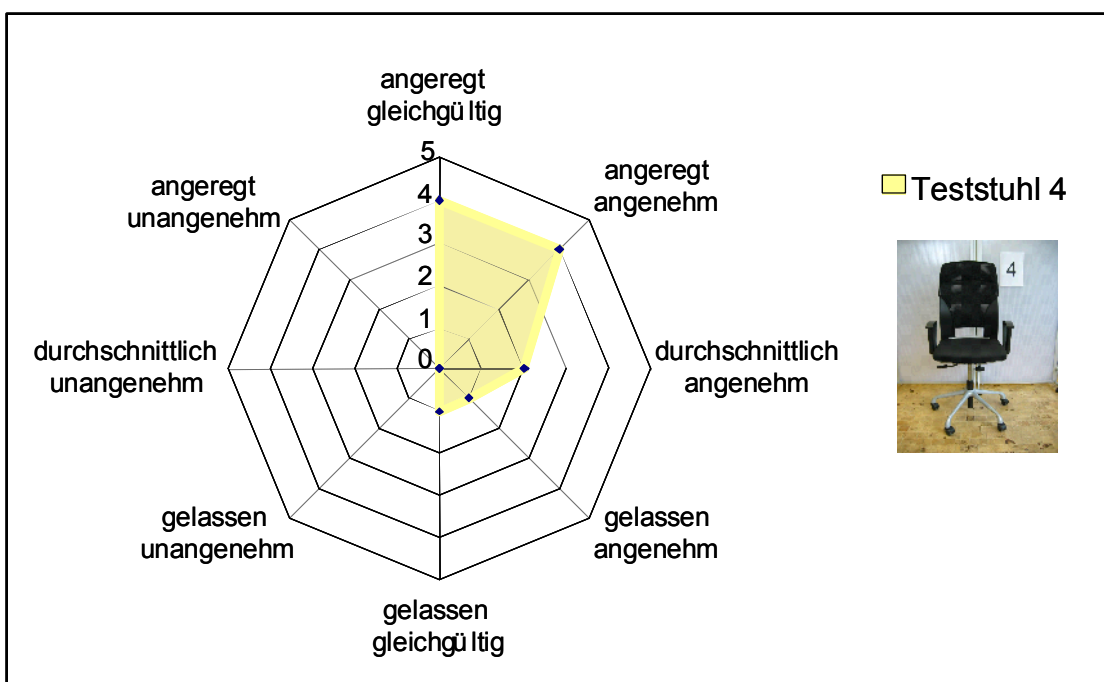 angeregt
gleichgültig
angeregt
angenehm
durchschnittlich
angenehm
gelassen
angenehm
gelassen
gleichgültig
gelassen
unangenehm
durchschnittlich
unangenehm
angeregt
unangenehm
5
4
3
2
1
0
Teststuhl 4
4